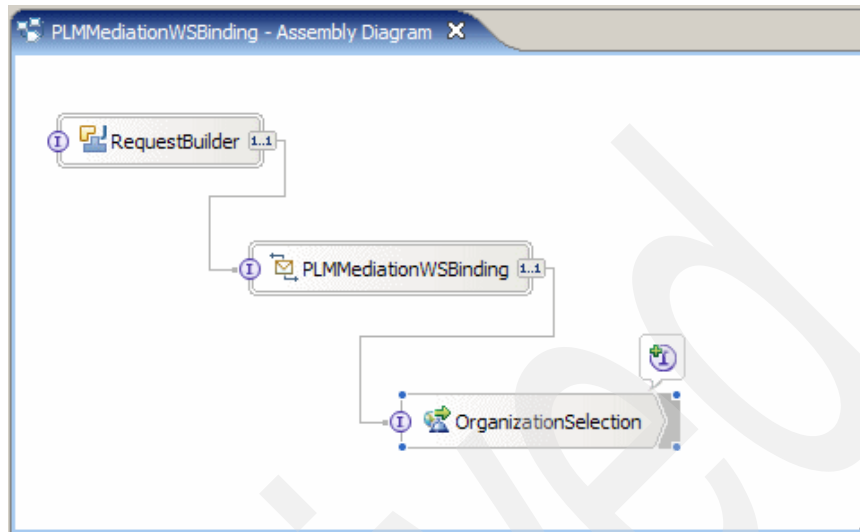 PLMMediationWSBinding - Assembly Diagram
RequestBuilder 1..1
PLMMediationWSBinding 1..1
OrganizationSelection